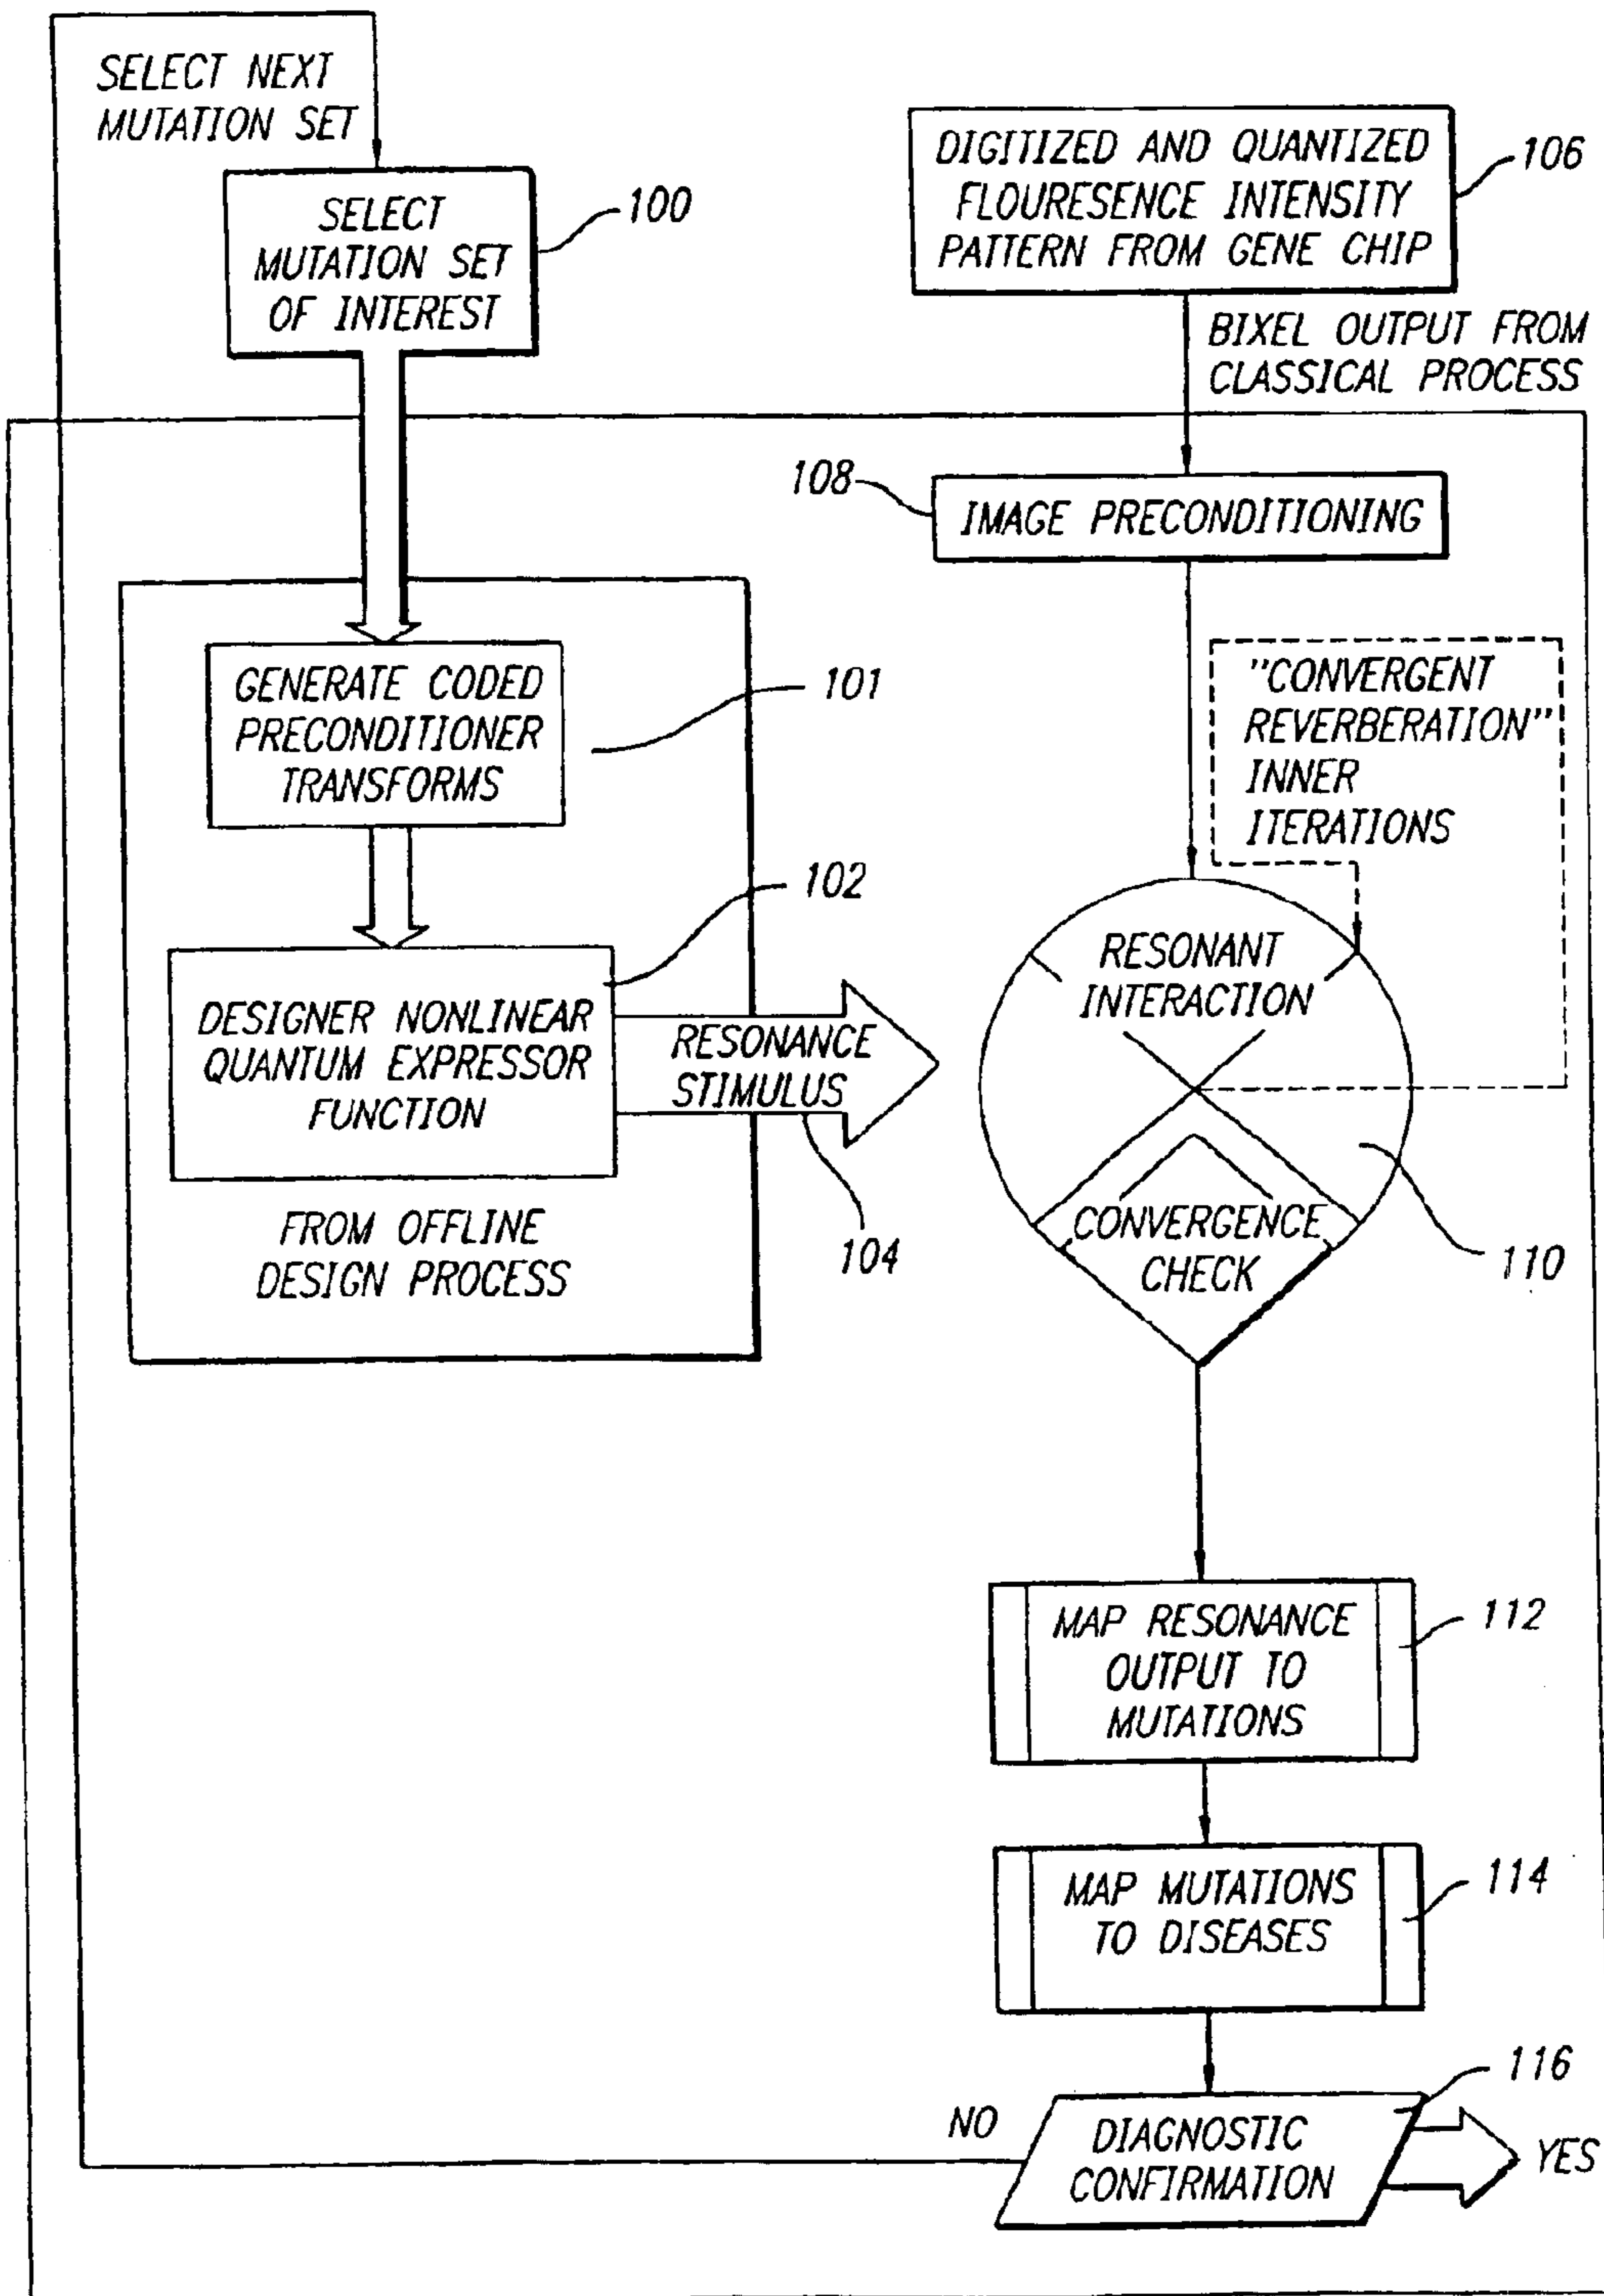 SELECT NEXT
MUTATION SET
SELECT
MUTATION SET
OF INTEREST
100
DIGITIZED AND QUANTIZED
FLOURESENCE INTENSITY
PATTERN FROM GENE CHIP
106
BIXEL OUTPUT FROM
CLASSICAL PROCESS
108
IMAGE PRECONDITIONING
GENERATE CODED
PRECONDITIONER
TRANSFORMS
101
"CONVERGENT
REVERBERATION"
INNER
ITERATIONS
102
DESIGNER NONLINEAR
QUANTUM EXPRESSOR
FUNCTION
RESONANCE
STIMULUS
104
FROM OFFLINE
DESIGN PROCESS
RESONANT
INTERACTION
CONVERGENCE
CHECK
110
MAP RESONANCE
OUTPUT TO
MUTATIONS
112
MAP MUTATIONS
TO DISEASES
114
116
NO
DIAGNOSTIC
CONFIRMATION
YES